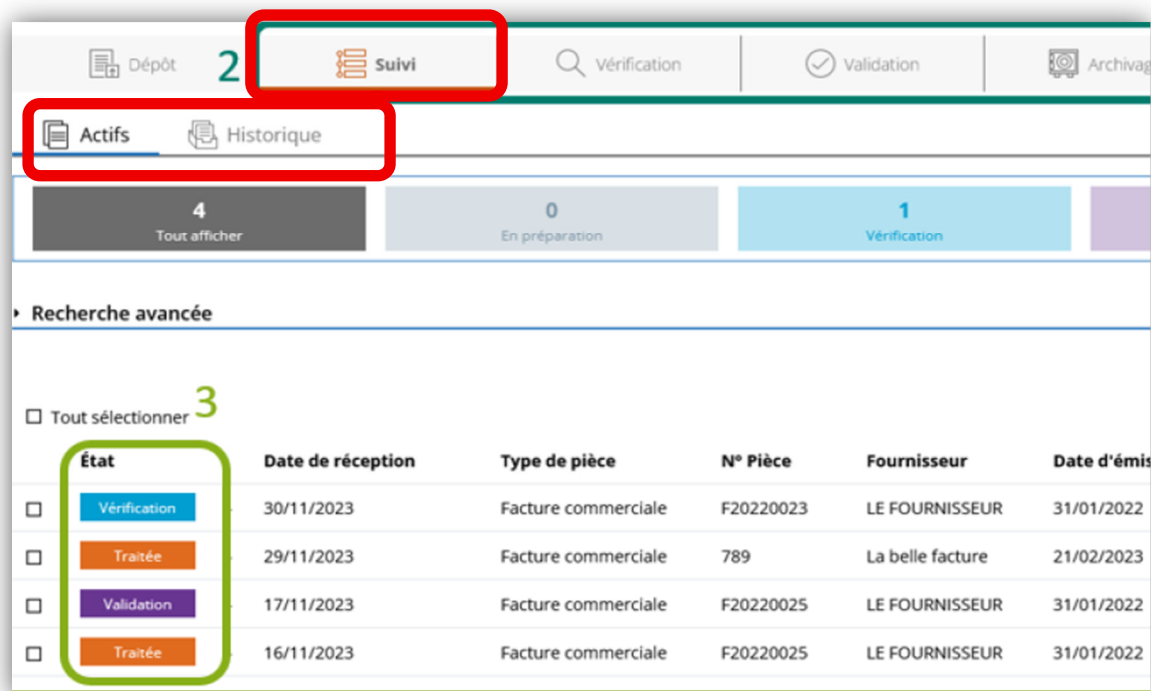 Dépôt 2 Suivi Vérification Validation Archivag
Actifs Historique
4 0 1
Tout afficher En préparation Vérification
Recherche avancée
Tout sélectionner 3
État Date de réception Type de pièce N° Pièce Fournisseur Date d'émis
Vérification 30/11/2023 Facture commerciale F20220023 LE FOURNISSEUR 31/01/2022
Traitée 29/11/2023 Facture commerciale 789 La belle facture 21/02/2023
Validation 17/11/2023 Facture commerciale F20220025 LE FOURNISSEUR 31/01/2022
Traitée 16/11/2023 Facture commerciale F20220025 LE FOURNISSEUR 31/01/2022